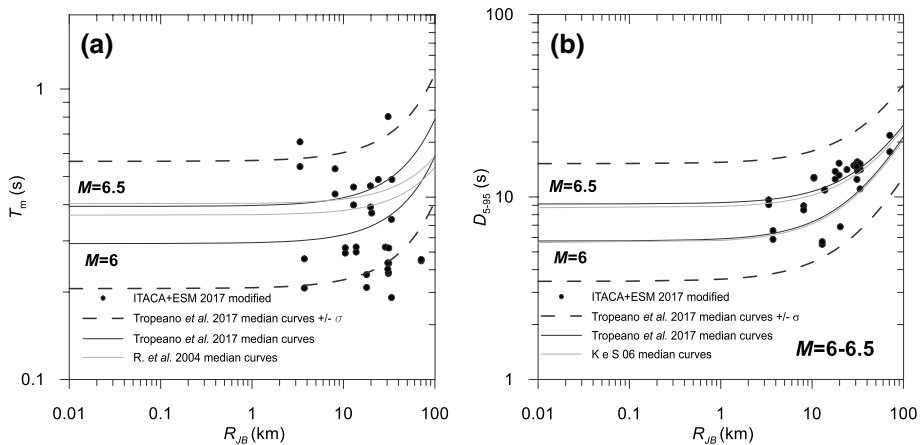 (a)
1
0.1
T_m (s)
M=6.5
M=6
ITACA+ESM 2017 modified
Tropeano et al. 2017 median curves +/- σ
Tropeano et al. 2017 median curves
R. et al. 2004 median curves
0.01 0.1 1 10 100
R_JB (km)
(b)
100
10
1
D_5-95 (s)
M=6.5
M=6
ITACA+ESM 2017 modified
Tropeano et al. 2017 median curves +/- σ
Tropeano et al. 2017 median curves
K e S 06 median curves
M=6-6.5
0.01 0.1 1 10 100
R_JB (km)